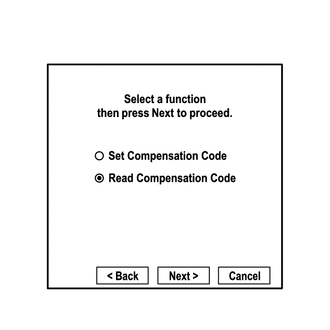 Select a function
then press Next to proceed.
Set Compensation Code
Read Compensation Code
< Back Next > Cancel